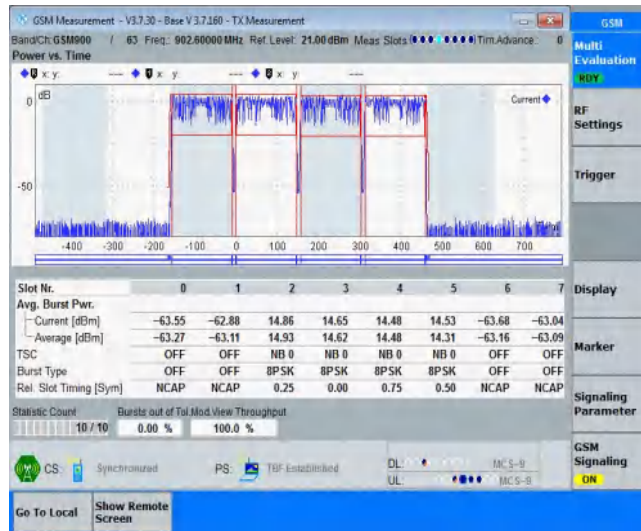 GSM Measurement - V3.7.30 - Base V 3.7.160 - TX Measurement
GSM
Band/Ch: GSM900 / 63 Freq.: 902.60000 MHz Ref. Level: 21.00 dBm Meas Slots Tim.Advance: 0
Multi Evaluation
RDY
Power vs. Time
x y: --- x y --- x y ---
dB
Current
0
-50
-400 -300 -200 -100 0 100 200 300 400 500 600 700
RF Settings
Trigger
Slot Nr. 0 1 2 3 4 5 6 7
Display
Avg. Burst Pwr.
Current [dBm] -63.55 -62.88 14.86 14.65 14.48 14.53 -63.68 -63.04
Average [dBm] -63.27 -63.11 14.93 14.62 14.48 14.31 -63.16 -63.09
Marker
TSC OFF OFF NB 0 NB 0 NB 0 NB 0 OFF OFF
Burst Type OFF OFF 8PSK 8PSK 8PSK 8PSK OFF OFF
Rel. Slot Timing [Sym] NCAP NCAP 0.25 0.00 0.75 0.50 NCAP NCAP
Signaling Parameter
Statistic Count Bursts out of Tol. Mod.View Throughput
10 / 10 0.00 % 100.0 %
GSM Signaling
ON
CS: Synchronized PS: TBF Established DL: MCS-9
UL: MCS-9
Go To Local
Show Remote Screen